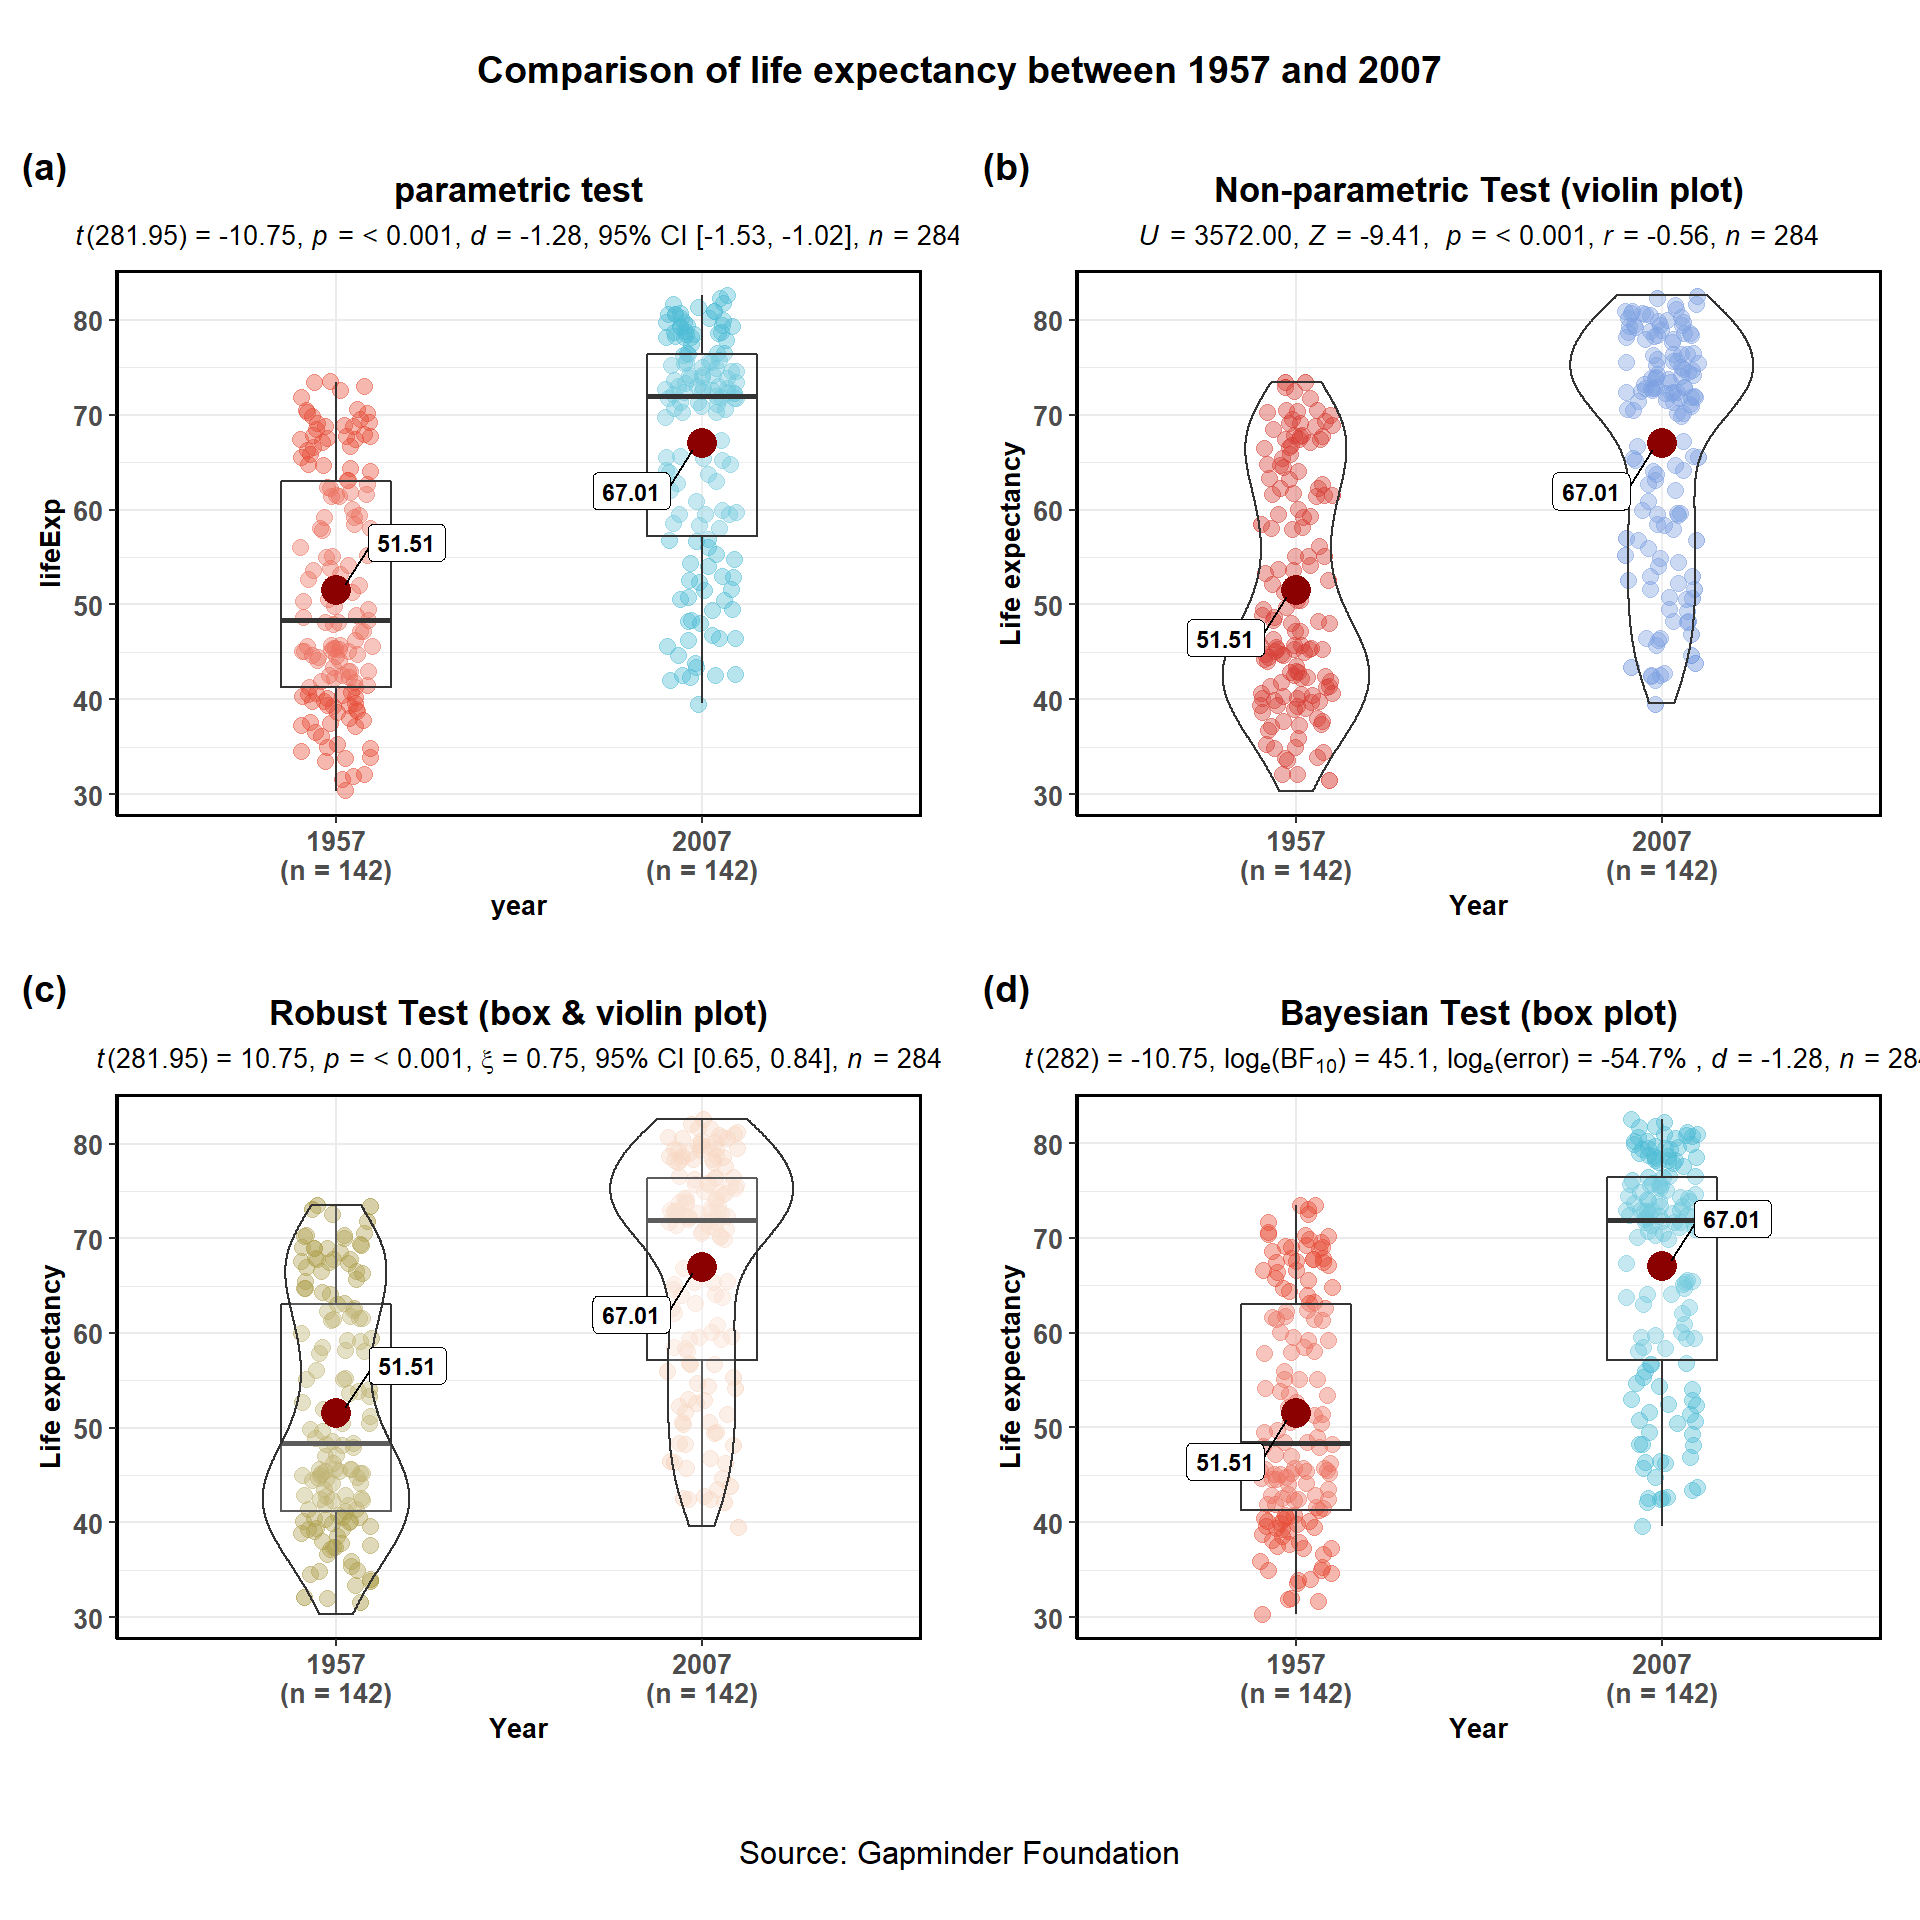 Comparison of life expectancy between 1957 and 2007
(a)
parametric test
t(281.95) = -10.75, p = < 0.001, d = -1.28, 95% CI [-1.53, -1.02], n = 284
lifeExp
80
70
60
50
40
30
67.01
51.51
1957
(n = 142)
2007
(n = 142)
year
(b)
Non-parametric Test (violin plot)
U = 3572.00, Z = -9.41, p = < 0.001, r = -0.56, n = 284
Life expectancy
80
70
60
50
40
30
67.01
51.51
1957
(n = 142)
2007
(n = 142)
Year
(c)
Robust Test (box & violin plot)
t(281.95) = 10.75, p = < 0.001, ξ = 0.75, 95% CI [0.65, 0.84], n = 284
Life expectancy
80
70
60
50
40
30
67.01
51.51
1957
(n = 142)
2007
(n = 142)
Year
(d)
Bayesian Test (box plot)
t(282) = -10.75, logₑ(BF₁₀) = 45.1, logₑ(error) = -54.7% , d = -1.28, n = 284
Life expectancy
80
70
60
50
40
30
67.01
51.51
1957
(n = 142)
2007
(n = 142)
Year
Source: Gapminder Foundation